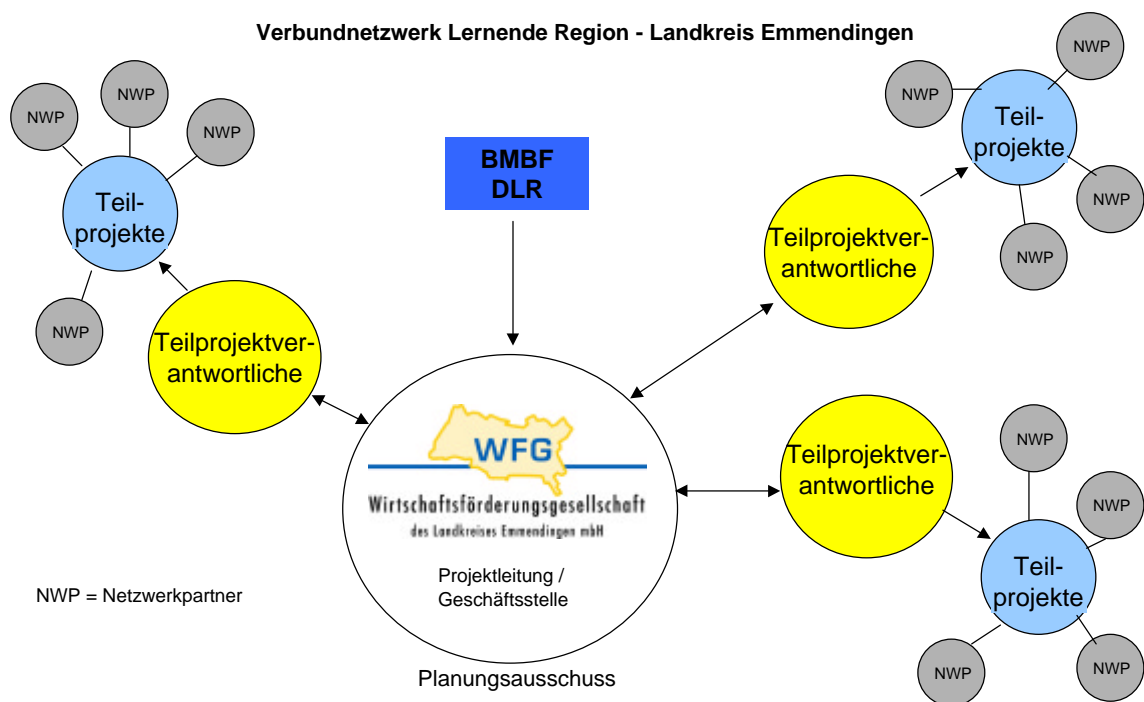 Verbundnetzwerk Lernende Region - Landkreis Emmendingen
NWP
NWP
NWP
NWP
Teil-
projekte
Teilprojektver-
antwortliche
BMBF
DLR
NWP
NWP
NWP
NWP
Teil-
projekte
Teilprojektver-
antwortliche
WFG
Wirtschaftsförderungsgesellschaft
des Landkreises Emmendingen mbH
Projektleitung /
Geschäftsstelle
Planungsausschuss
Teilprojektver-
antwortliche
NWP
NWP
Teil-
projekte
NWP
NWP
NWP = Netzwerkpartner